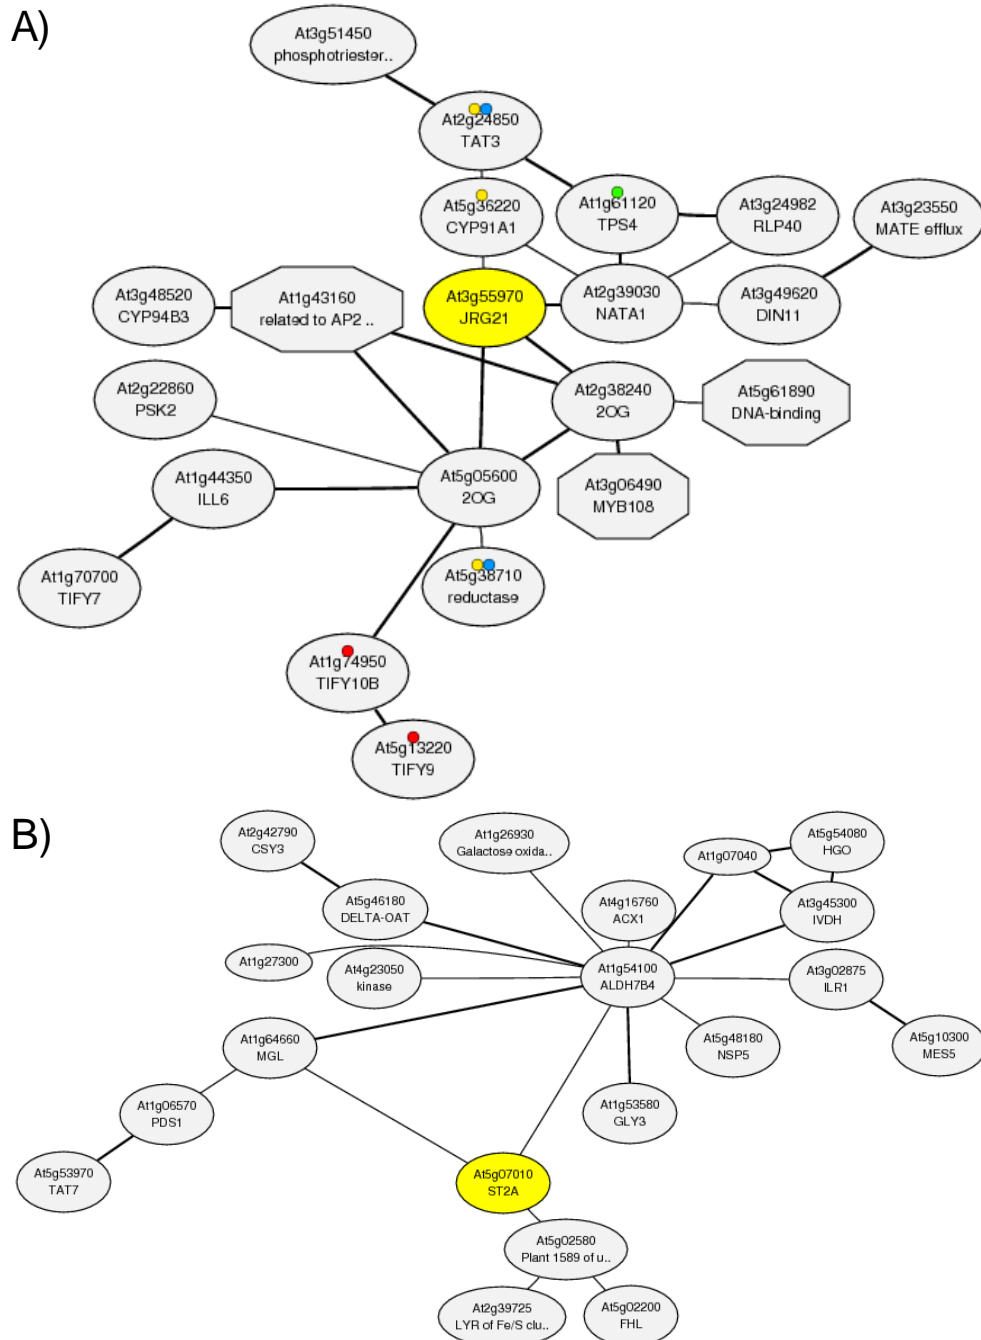 A)
At3g51450
phosphotriester..
At2g24850
TAT3
At5g36220
CYP91A1
At1g61120
TPS4
At3g24982
RLP40
At3g23550
MATE efflux
At3g48520
CYP94B3
At1g43160
related to AP2 ..
At3g55970
JRG21
At2g39030
NATA1
At3g49620
DIN11
At2g22860
PSK2
At2g38240
2OG
At5g61890
DNA-binding
At1g44350
ILL6
At5g05600
2OG
At3g06490
MYB108
At1g70700
TIFY7
At5g38710
reductase
At1g74950
TIFY10B
At5g13220
TIFY9
B)
At2g42790
CSY3
At1g26930
Galactose oxida..
At1g07040
At5g54080
HGO
At5g46180
DELTA-OAT
At4g16760
ACX1
At3g45300
IVDH
At1g27300
At4g23050
kinase
At1g54100
ALDH7B4
At3g02875
ILR1
At1g64660
MGL
At5g48180
NSP5
At5g10300
MES5
At1g06570
PDS1
At1g53580
GLY3
At5g53970
TAT7
At5g07010
ST2A
At5g02580
Plant 1589 of u..
At2g39725
LYR of Fe/S clu..
At5g02200
FHL